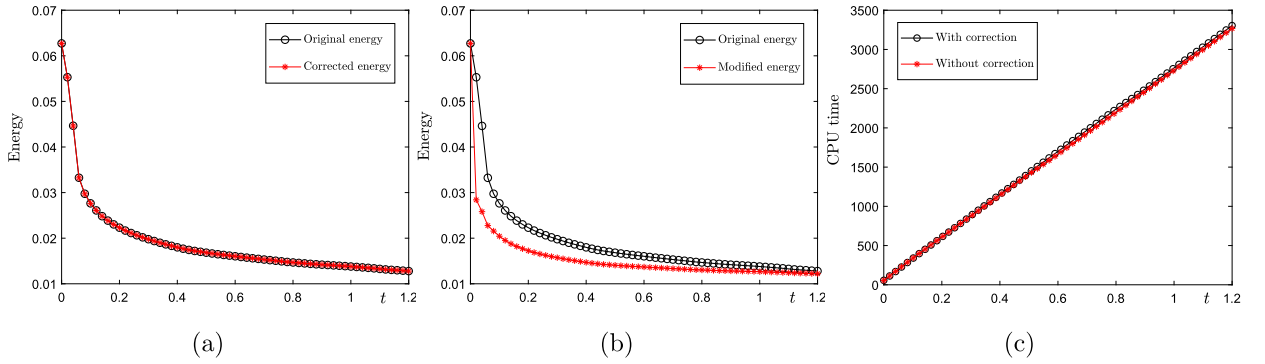 0.07
0.06
0.05
0.04
0.03
0.02
0.01
0
0.2
0.4
0.6
0.8
1
t
1.2
Energy
Original energy
Corrected energy
(a)
0.07
0.06
0.05
0.04
0.03
0.02
0.01
0
0.2
0.4
0.6
0.8
1
t
1.2
Energy
Original energy
Modified energy
(b)
3500
3000
2500
2000
1500
1000
500
0
0
0.2
0.4
0.6
0.8
1
t
1.2
CPU time
With correction
Without correction
(c)